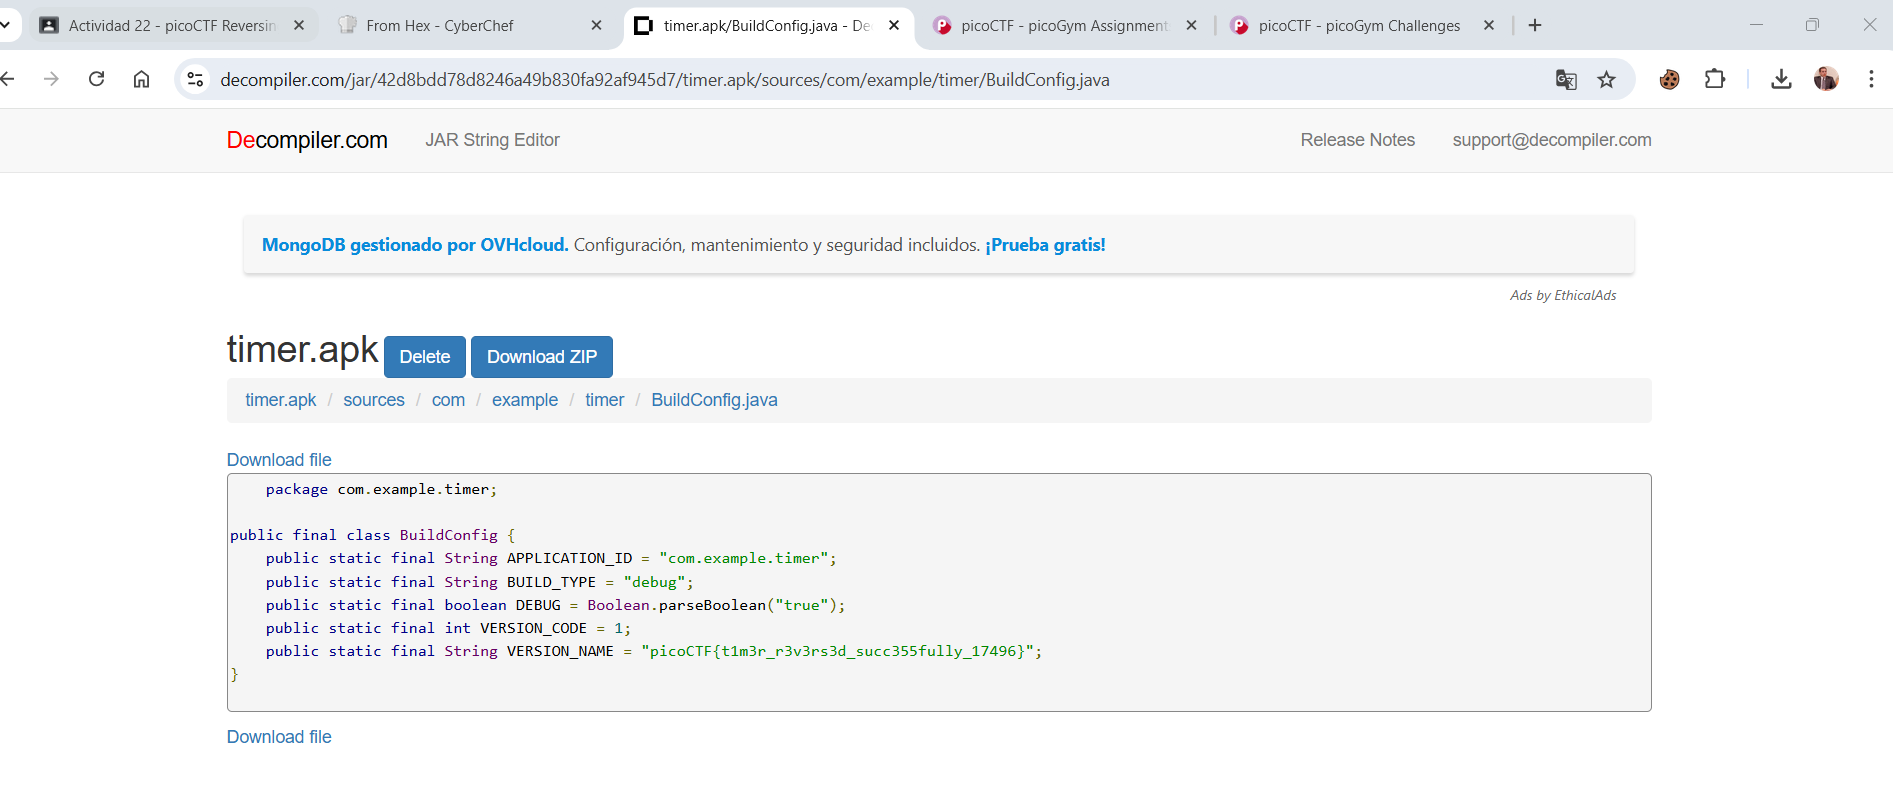 Actividad 22 - picoCTF Reversin
From Hex - CyberChef
timer.apk/BuildConfig.java - De
picoCTF - picoGym Assignment
picoCTF - picoGym Challenges
decompiler.com/jar/42d8bdd78d8246a49b830fa92af945d7/timer.apk/sources/com/example/timer/BuildConfig.java
Decompiler.com JAR String Editor Release Notes support@decompiler.com
MongoDB gestionado por OVHcloud. Configuración, mantenimiento y seguridad incluidos. ¡Prueba gratis!
Ads by EthicalAds
timer.apk Delete Download ZIP
timer.apk / sources / com / example / timer / BuildConfig.java
Download file
package com.example.timer;
public final class BuildConfig {
public static final String APPLICATION_ID = "com.example.timer";
public static final String BUILD_TYPE = "debug";
public static final boolean DEBUG = Boolean.parseBoolean("true");
public static final int VERSION_CODE = 1;
public static final String VERSION_NAME = "picoCTF{t1m3r_r3v3rs3d_succ355fully_17496}";
}
Download file